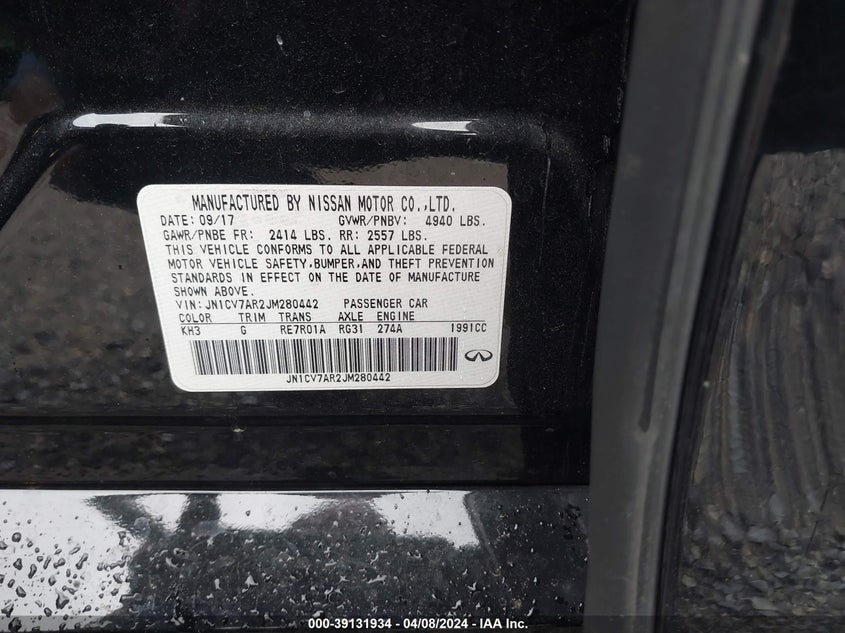 MANUFACTURED BY NISSAN MOTOR CO.,LTD.
DATE: 09/17 GVWR/PNBV: 4940 LBS.
GAWR/PNBE FR: 2414 LBS. RR: 2557 LBS.
THIS VEHICLE CONFORMS TO ALL APPLICABLE FEDERAL
MOTOR VEHICLE SAFETY,BUMPER,AND THEFT PREVENTION
STANDARDS IN EFFECT ON THE DATE OF MANUFACTURE
SHOWN ABOVE.
VIN: JN1CV7AR2JM280442 PASSENGER CAR
COLOR TRIM TRANS AXLE ENGINE
KH3 G RE7R01A RG31 274A 1991CC
JN1CV7AR2JM280442
000-39131934 - 04/08/2024 - IAA Inc.